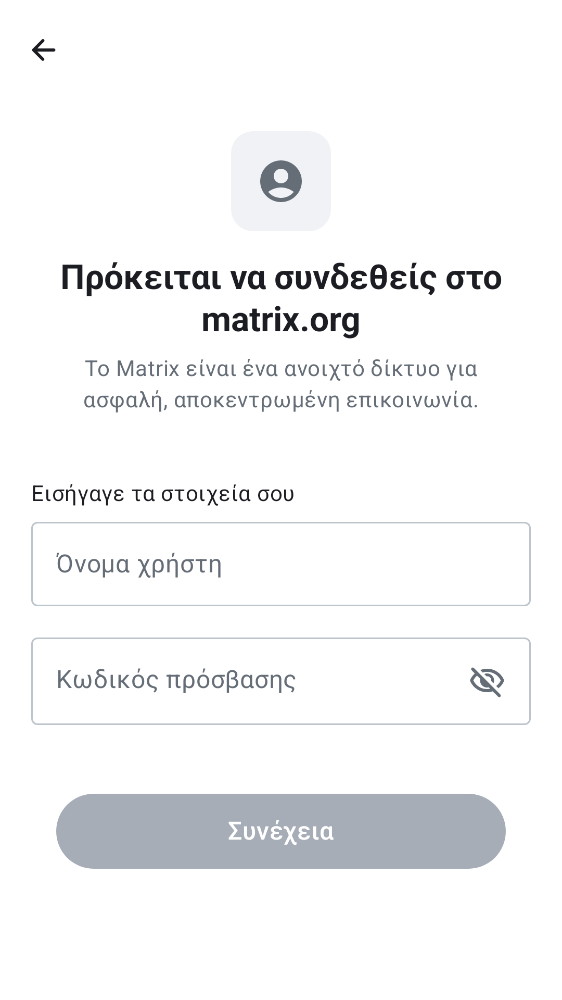 Πρόκειται να συνδεθείς στο
matrix.org
Το Matrix είναι ένα ανοιχτό δίκτυο για
ασφαλή, αποκεντρωμένη επικοινωνία.
Εισήγαγε τα στοιχεία σου
Όνομα χρήστη
Κωδικός πρόσβασης
Συνέχεια